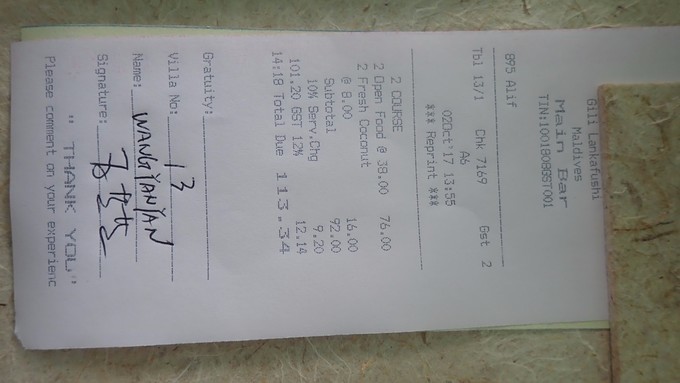 Gili Lankafushi
Maldives
Main Bar
TIN:1001808GST001
895 Alif
Tbl 13/1 Chk 7169 Gst 2
A6
02Oct'17 13:55
*** Reprint ***
2 COURSE
2 Open Food @ 38.00 76.00
2 Fresh Coconut
@ 8.00 16.00
Subtotal 92.00
10% Serv.Chg 9.20
101.20 GST 12% 12.14
14:18 Total Due 113.34
Gratuity:
Villa No: 13
Name: WANGYANYAN
Signature:
" THANK YOU"
Please comment on your experienc